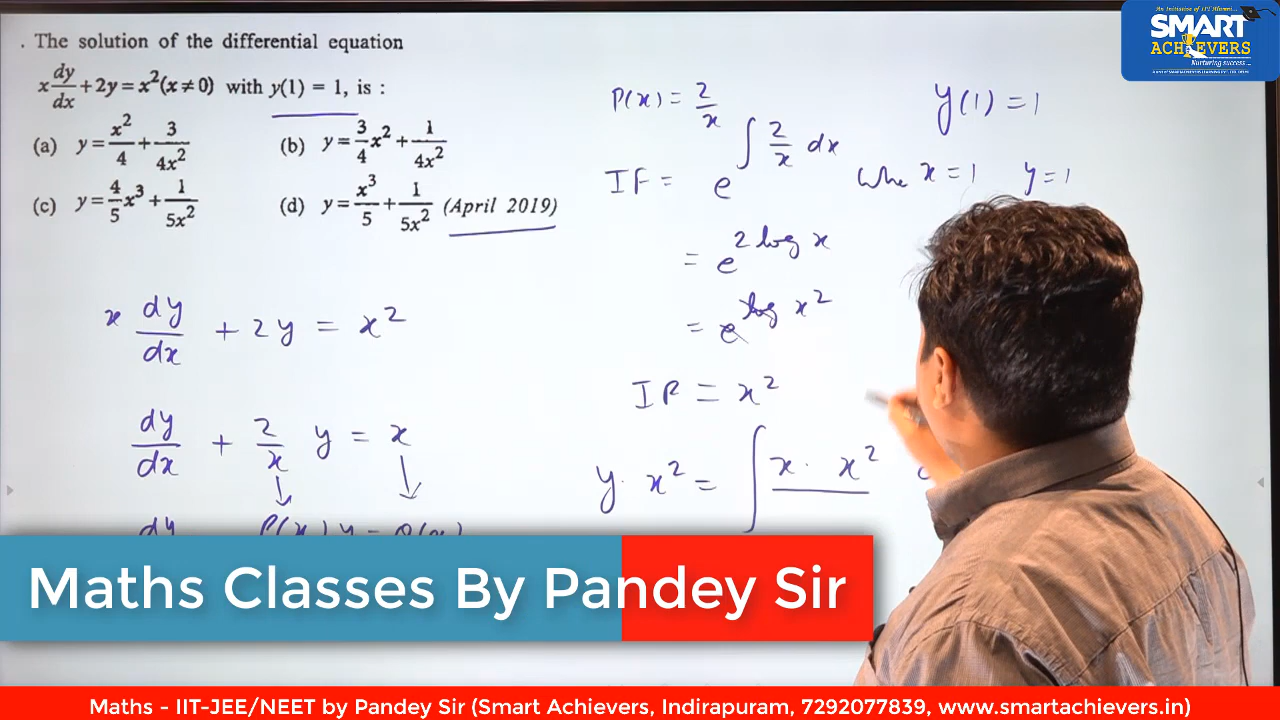 . The solution of the differential equation
x dy/dx + 2y = x²(x ≠ 0) with y(1) = 1, is :
(a) y = x²/4 + 3/4x² (b) y = 3/4 x² + 1/4x²
(c) y = 4/5 x³ + 1/5x² (d) y = x³/5 + 1/5x² (April 2019)
x dy/dx + 2y = x²
dy/dx + 2/x y = x
dy P(x) y = Q(x)
P(x) = 2/x
IF = e^∫ 2/x dx
= e^2 log x
= e^log x²
IF = x²
y. x² = ∫ x. x²
y(1) = 1
Whe x = 1 y = 1
An Initiative of IIT Alumni...
SMART
ACHIEVERS
Nurturing success...
Maths Classes By Pandey Sir
Maths - IIT-JEE/NEET by Pandey Sir (Smart Achievers, Indirapuram, 7292077839, www.smartachievers.in)